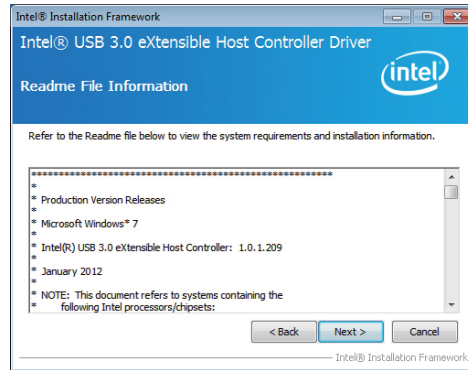 Intel® Installation Framework
Intel® USB 3.0 eXtensible Host Controller Driver
intel
Readme File Information
Refer to the Readme file below to view the system requirements and installation information.
*******************************************************
*
* Production Version Releases
*
* Microsoft Windows* 7
*
* Intel(R) USB 3.0 eXtensible Host Controller: 1.0.1.209
*
* January 2012
*
* NOTE: This document refers to systems containing the
* following Intel processors/chipsets:
< Back Next > Cancel
Intel® Installation Framework